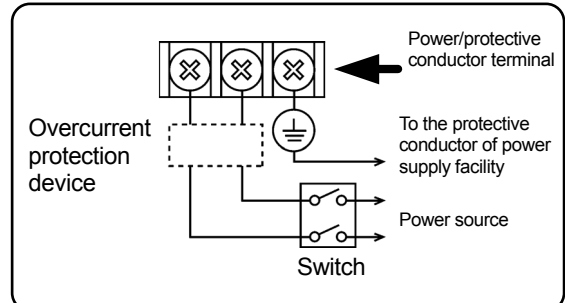 Power/protective
conductor terminal
Overcurrent
protection
device
To the protective
conductor of power
supply facility
Power source
Switch